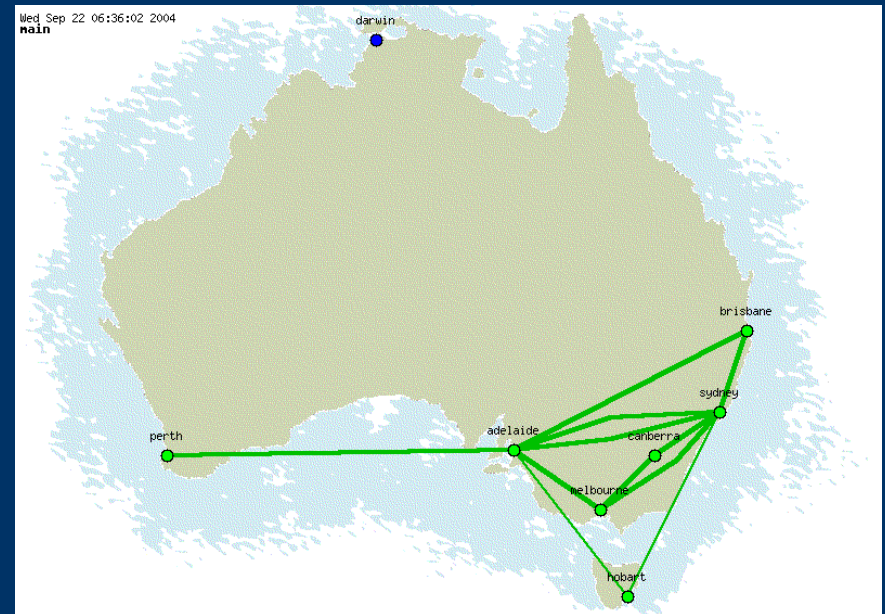 Wed Sep 22 06:36:02 2004
main
darwin
brisbane
sydney
adelaide
canberra
perth
melbourne
hobart